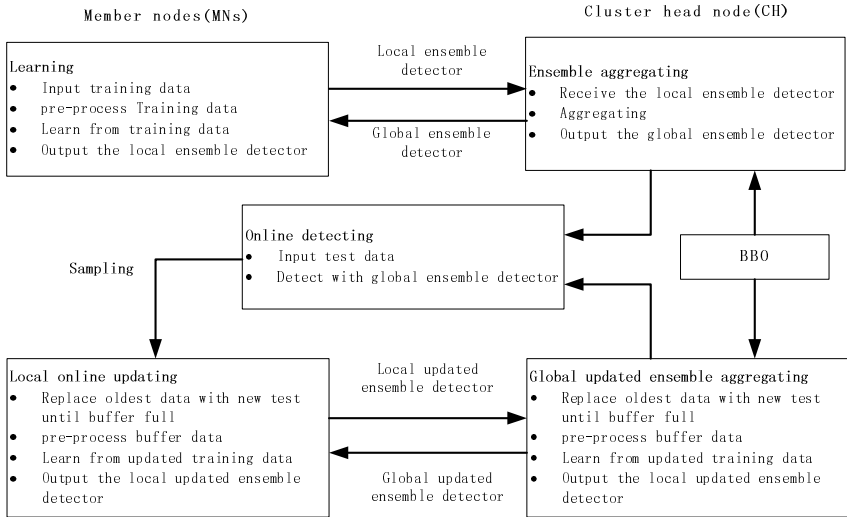 Member nodes(MNs)
Cluster head node(CH)
Learning
● Input training data
● pre-process Training data
● Learn from training data
● Output the local ensemble detector
Local ensemble
detector
Global ensemble
detector
Ensemble aggregating
● Receive the local ensemble detector
● Aggregating
● Output the global ensemble detector
Online detecting
● Input test data
● Detect with global ensemble detector
Sampling
BBO
Local online updating
● Replace oldest data with new test
until buffer full
● pre-process buffer data
● Learn from updated training data
● Output the local updated ensemble
detector
Local updated
ensemble detector
Global updated
ensemble detector
Global updated ensemble aggregating
● Replace oldest data with new test
until buffer full
● pre-process buffer data
● Learn from updated training data
● Output the local updated ensemble
detector